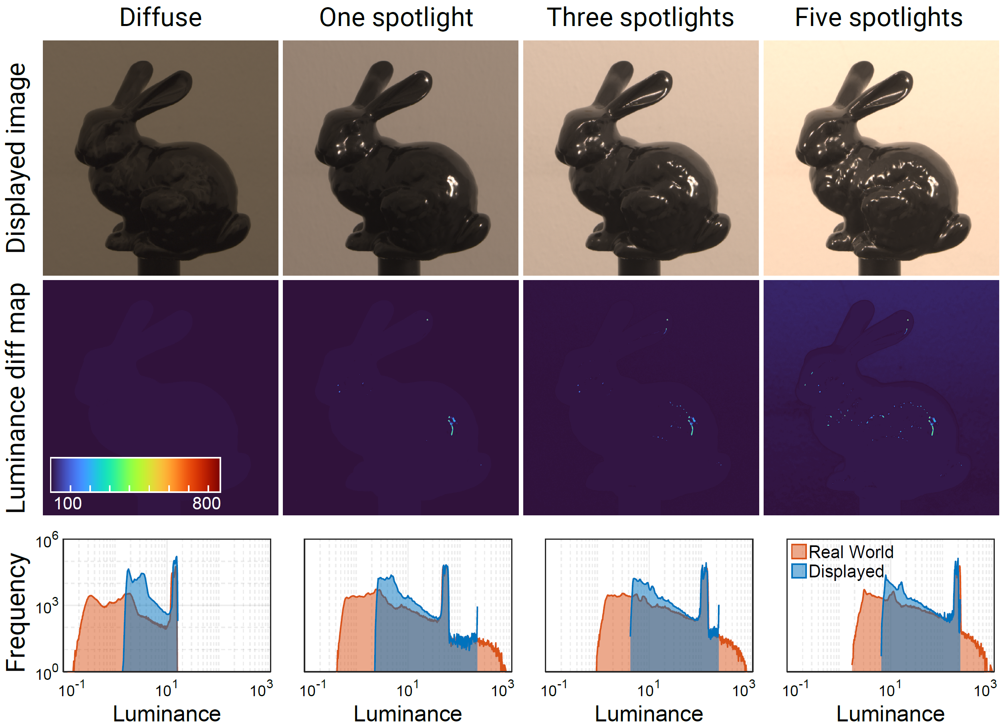 Diffuse One spotlight Three spotlights Five spotlights
Displayed image
Luminance diff map
100 800
Frequency
10^6
10^3
10^0
Real World
Displayed
10^-1 10^1 10^3 10^-1 10^1 10^3 10^-1 10^1 10^3 10^-1 10^1 10^3
Luminance Luminance Luminance Luminance